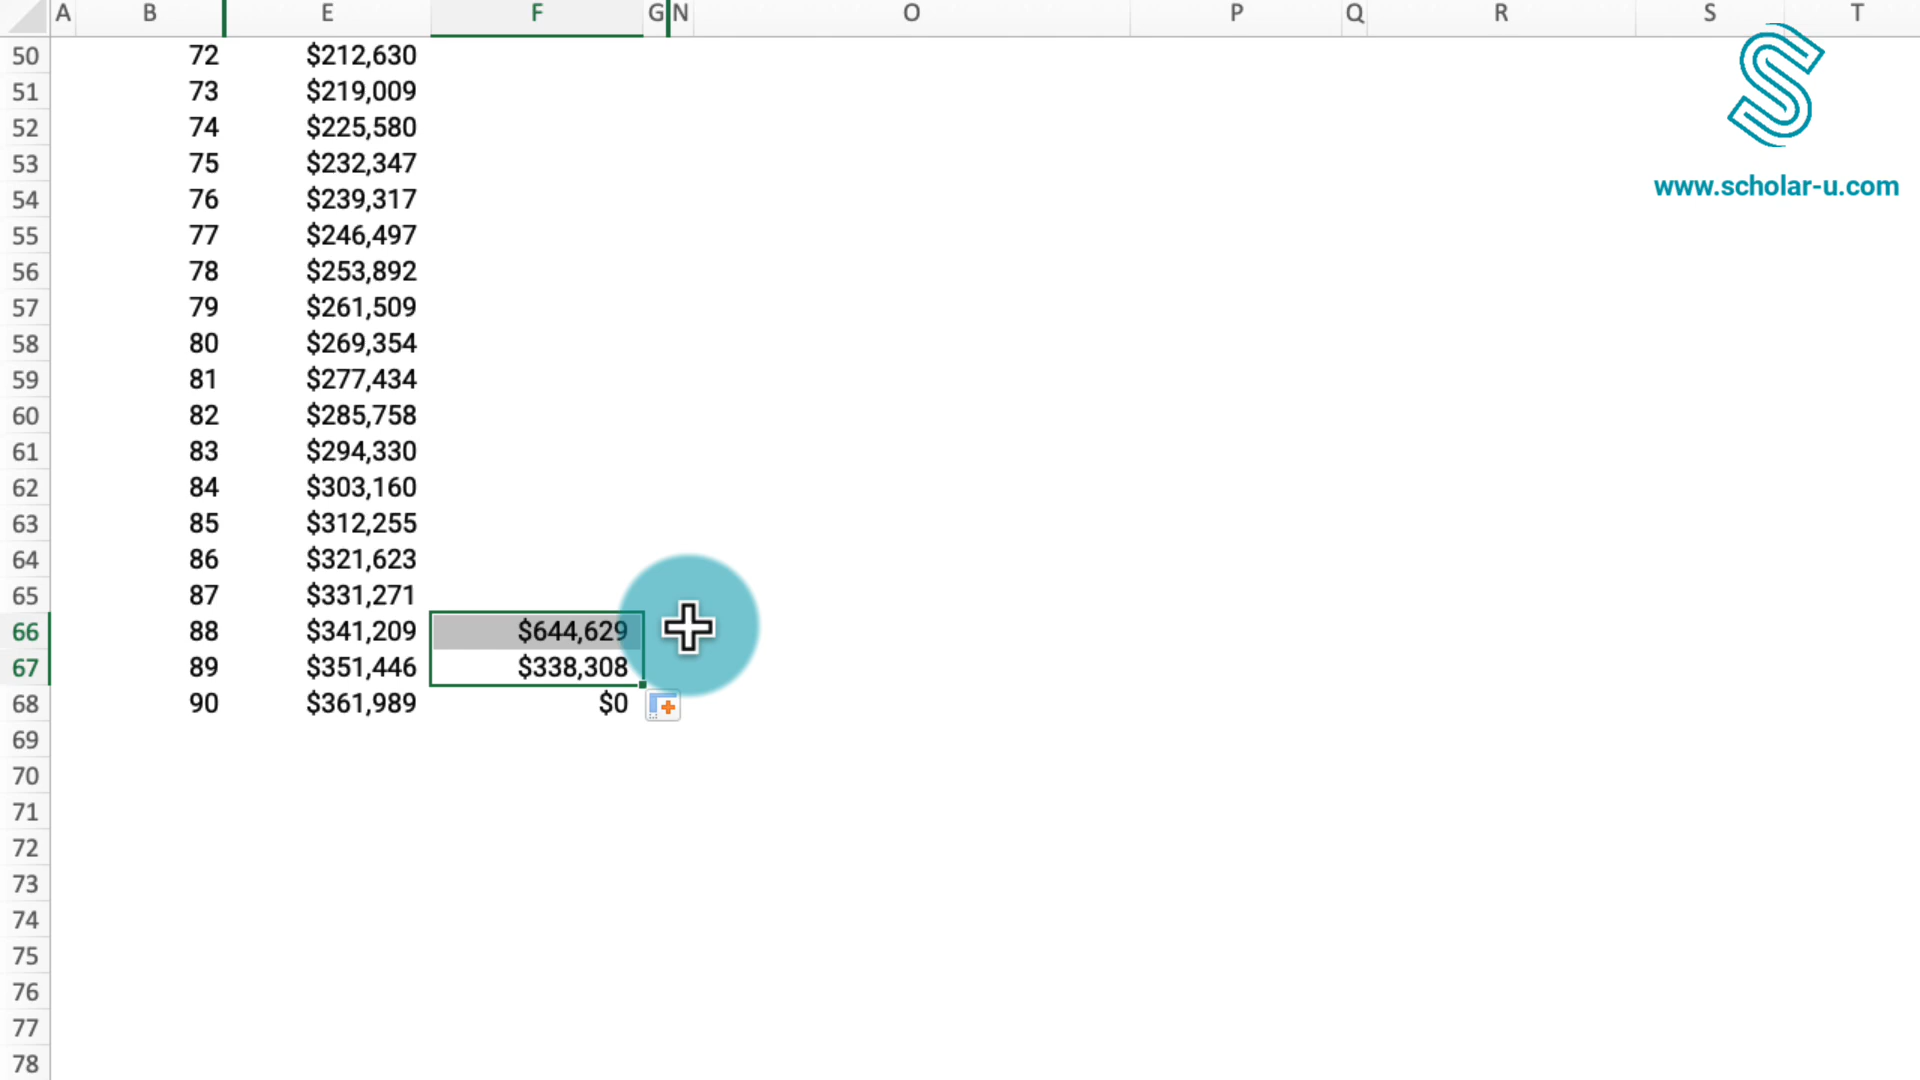 A B E F G N O P Q R S T
50 72 $212,630
51 73 $219,009
52 74 $225,580
53 75 $232,347
54 76 $239,317
55 77 $246,497
56 78 $253,892
57 79 $261,509
58 80 $269,354
59 81 $277,434
60 82 $285,758
61 83 $294,330
62 84 $303,160
63 85 $312,255
64 86 $321,623
65 87 $331,271
66 88 $341,209 $644,629
67 89 $351,446 $338,308
68 90 $361,989 $0
69
70
71
72
73
74
75
76
77
78
S
www.scholar-u.com